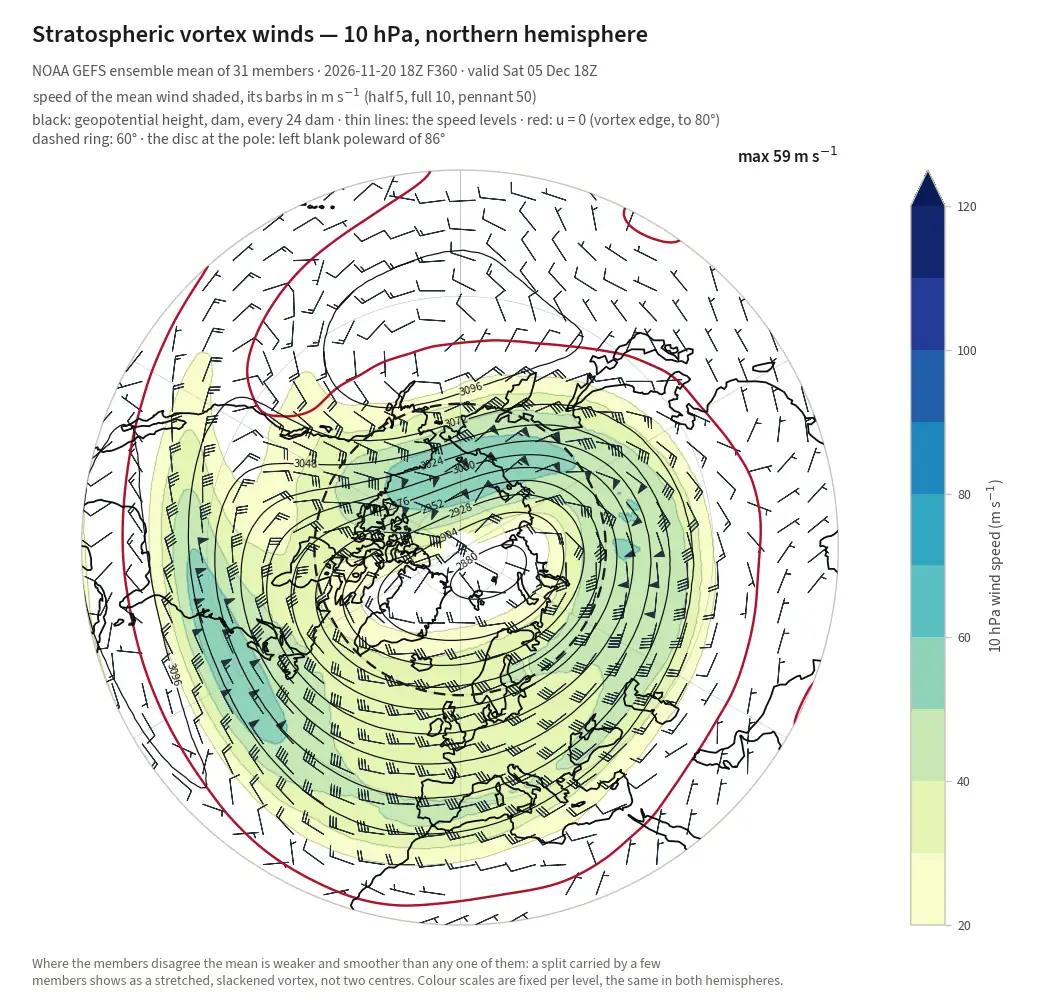 Stratospheric vortex winds — 10 hPa, northern hemisphere
NOAA GEFS ensemble mean of 31 members · 2026-11-20 18Z F360 · valid Sat 05 Dec 18Z
speed of the mean wind shaded, its barbs in m s⁻¹ (half 5, full 10, pennant 50)
black: geopotential height, dam, every 24 dam · thin lines: the speed levels · red: u = 0 (vortex edge, to 80°)
dashed ring: 60° · the disc at the pole: left blank poleward of 86°
max 59 m s⁻¹
120
100
80
60
40
20
10 hPa wind speed (m s⁻¹)
3096
3048
3024
3000
2952
2928
2880
3096
Where the members disagree the mean is weaker and smoother than any one of them: a split carried by a few
members shows as a stretched, slackened vortex, not two centres. Colour scales are fixed per level, the same in both hemispheres.